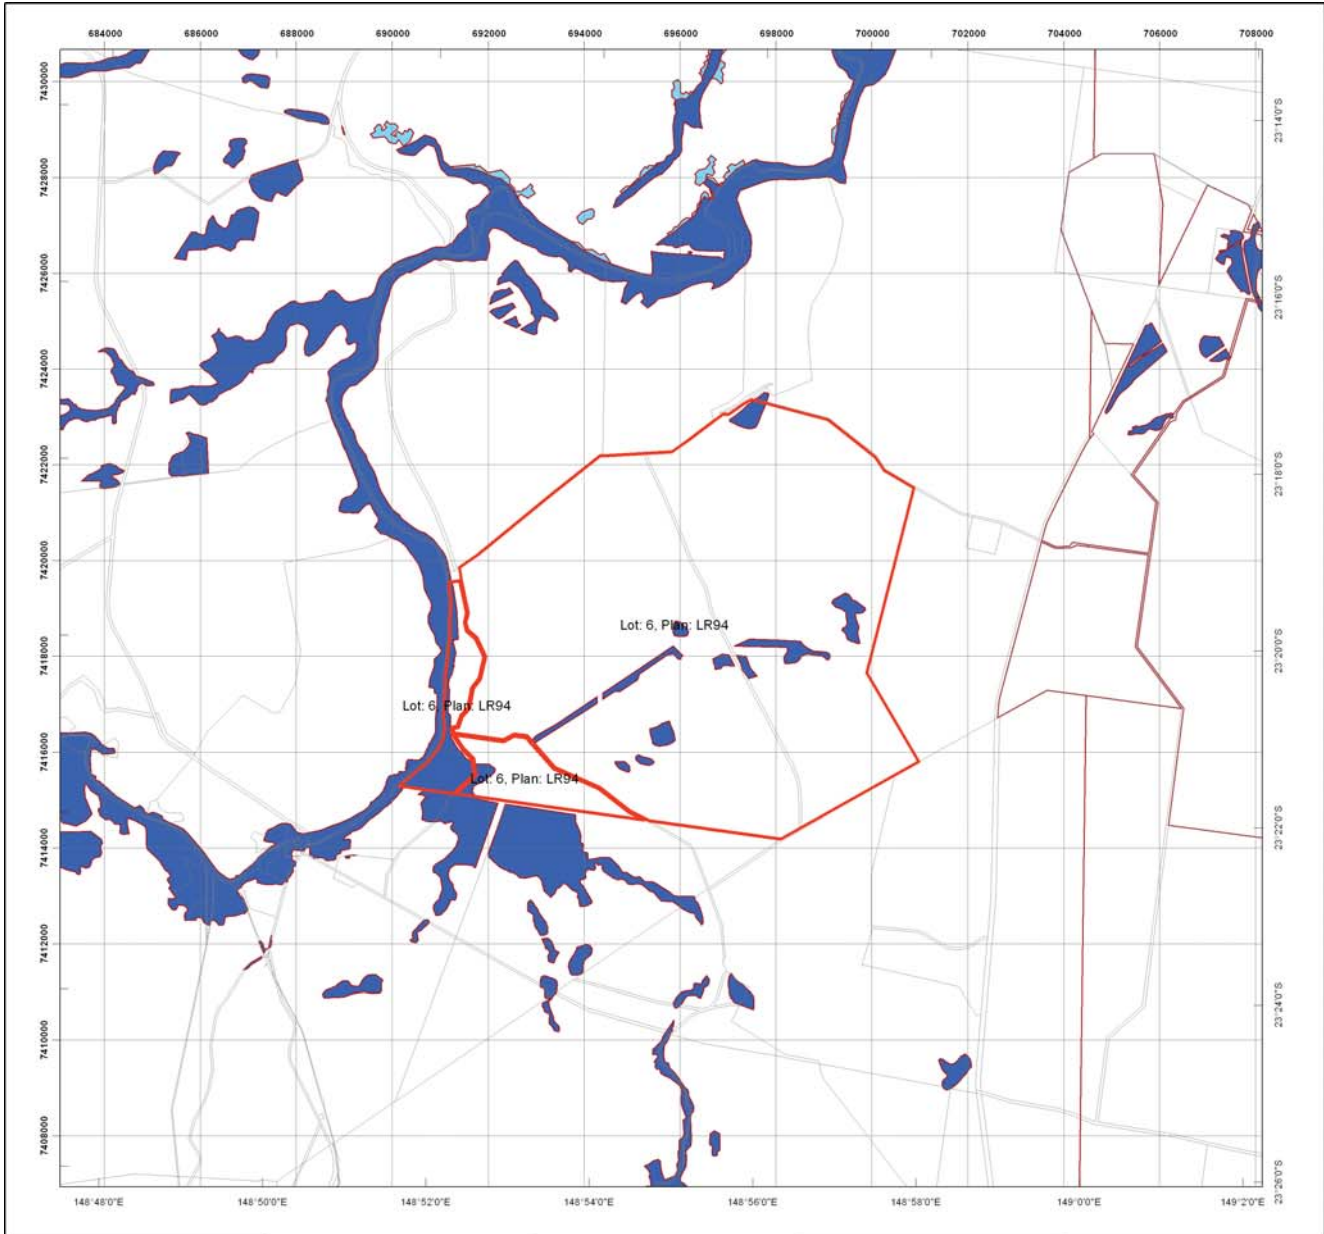 684000 686000 688000 690000 692000 694000 696000 698000 700000 702000 704000 706000 708000
7430000
23°14'0"S
7428000
7426000
23°16'0"S
7424000
7422000
23°18'0"S
7420000
Lot: 6, Plan: LR94
7418000
23°20'0"S
Lot: 6, Plan: LR94
7416000
Lot: 6, Plan: LR94
23°22'0"S
7414000
7412000
23°24'0"S
7410000
7408000
23°26'0"S
148°48'0"E 148°50'0"E 148°52'0"E 148°54'0"E 148°56'0"E 148°58'0"E 149°0'0"E 149°2'0"E